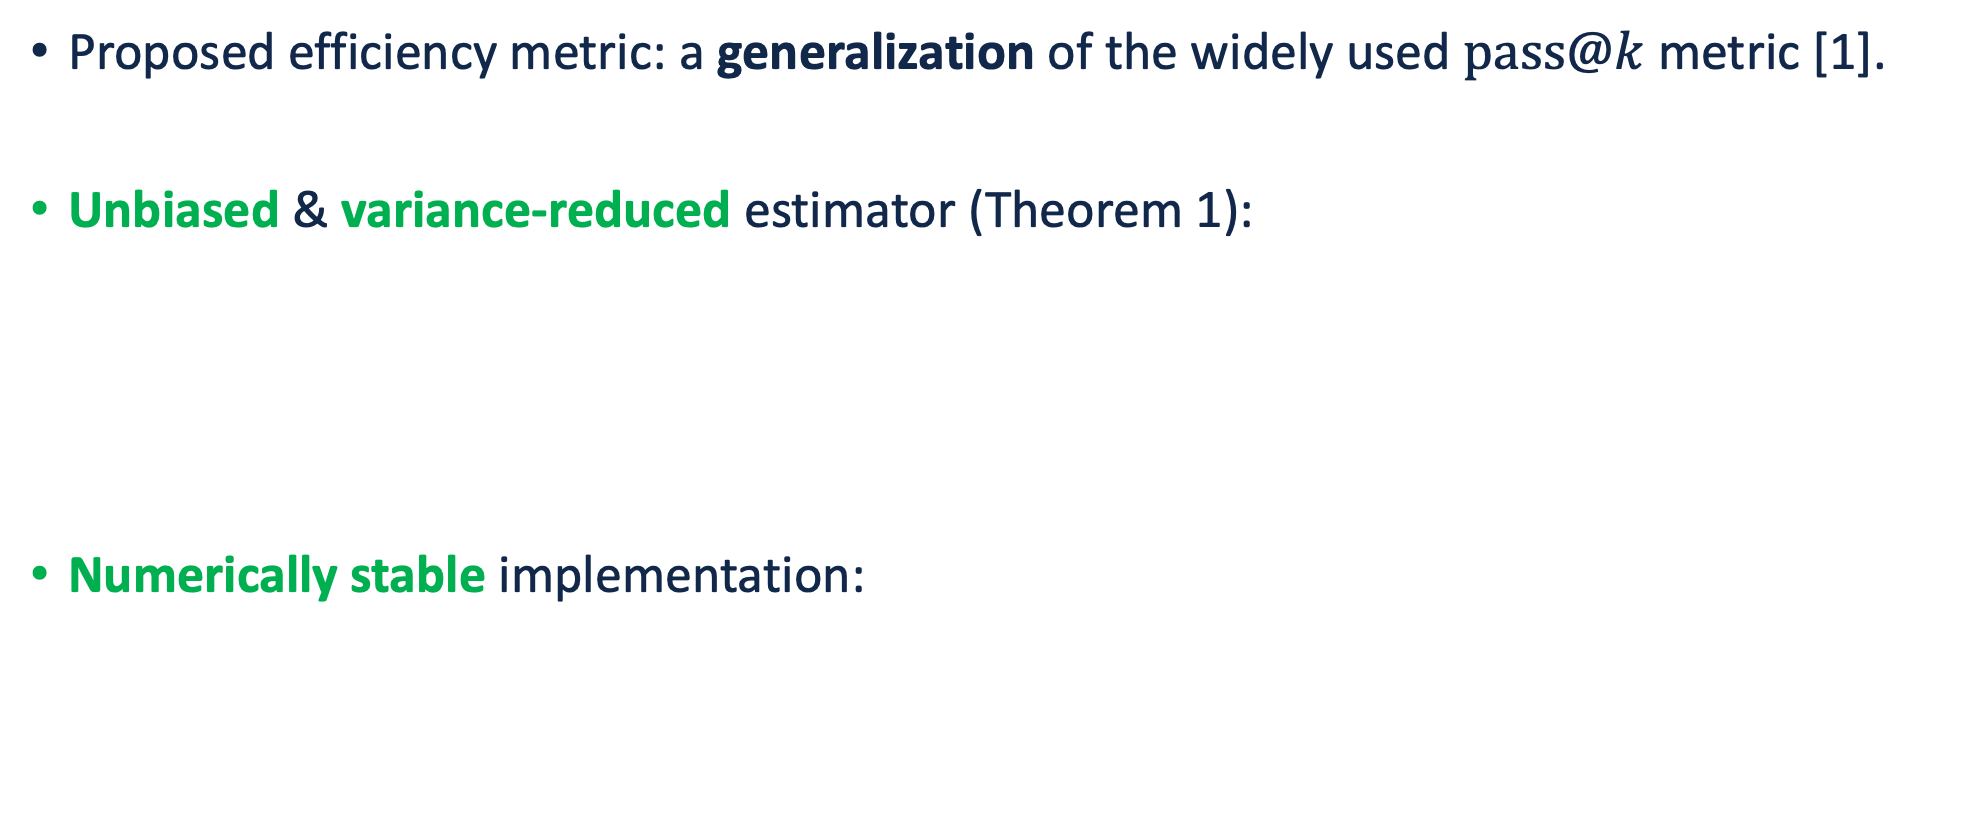 • Proposed efficiency metric: a generalization of the widely used pass@k metric [1].
• Unbiased & variance-reduced estimator (Theorem 1):
• Numerically stable implementation: